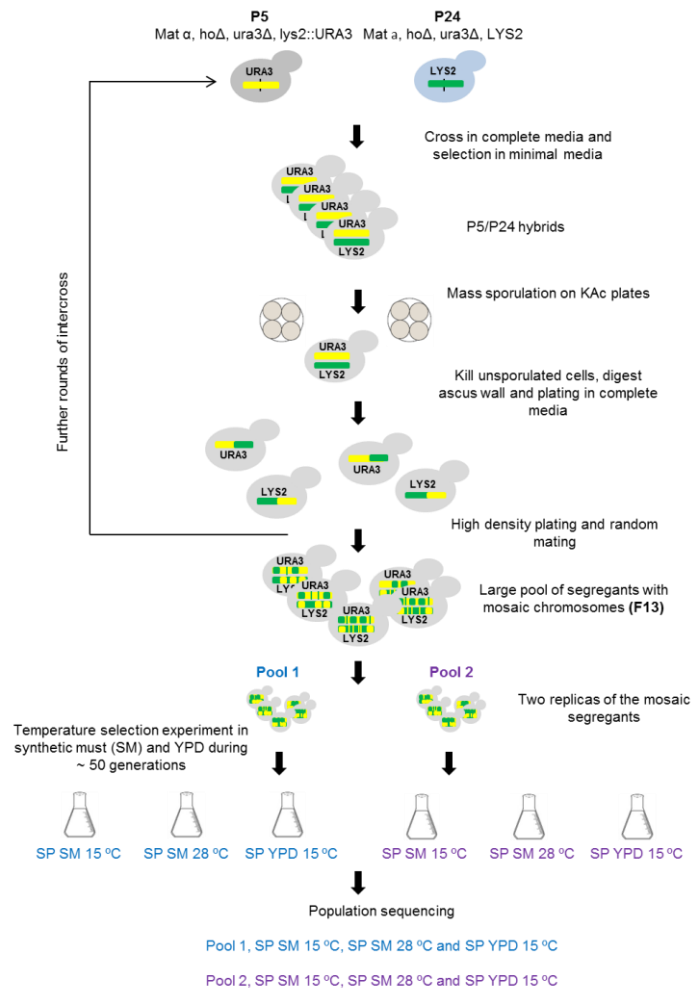 P5
P24
Mat α, hoΔ, ura3Δ, lys2::URA3
Mat a, hoΔ, ura3Δ, LYS2
URA3
LYS2
Cross in complete media and
selection in minimal media
URA3
URA3
URA3
URA3
LYS2
P5/P24 hybrids
Mass sporulation on KAc plates
URA3
LYS2
Kill unsporulated cells, digest
ascus wall and plating in complete
media
Further rounds of intercross
URA3
URA3
LYS2
LYS2
High density plating and random
mating
URA3
URA3
URA3
URA3
URA3
LYS2
LYS2
LYS2
Large pool of segregants with
mosaic chromosomes (F13)
Pool 1
Pool 2
Two replicas of the mosaic
segregants
Temperature selection experiment in
synthetic must (SM) and YPD during
~ 50 generations
SP SM 15 ºC
SP SM 28 ºC
SP YPD 15 ºC
SP SM 15 ºC
SP SM 28 ºC
SP YPD 15 ºC
Population sequencing
Pool 1, SP SM 15 ºC, SP SM 28 ºC and SP YPD 15 ºC
Pool 2, SP SM 15 ºC, SP SM 28 ºC and SP YPD 15 ºC